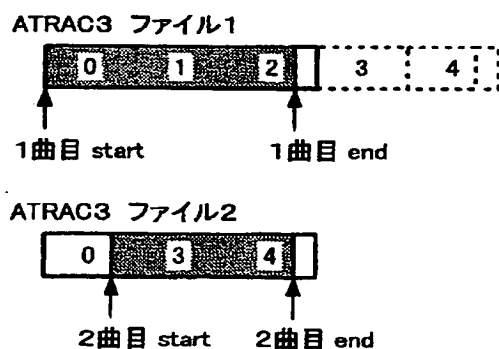 ATRAC3 ファイル1
0 1 2 3 4
1曲目 start 1曲目 end
ATRAC3 ファイル2
0 3 4
2曲目 start 2曲目 end